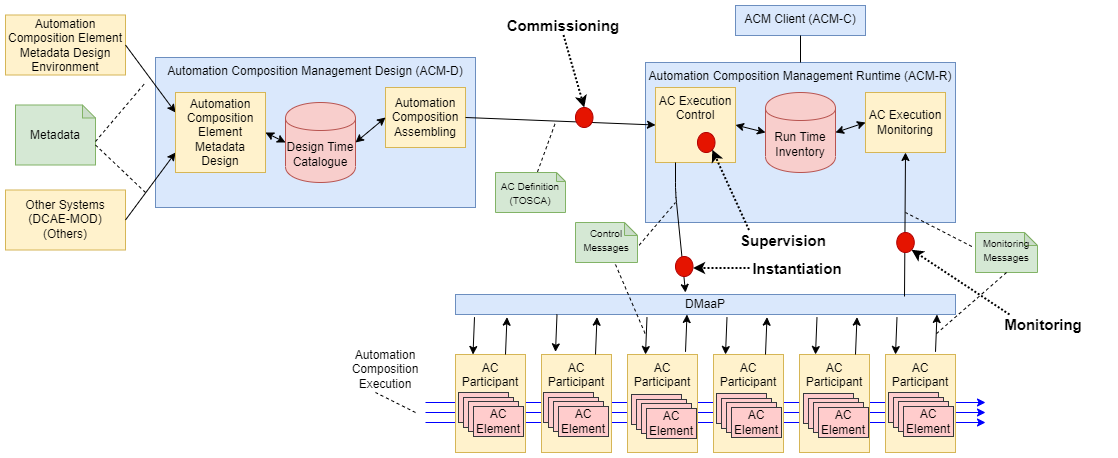 Automation
Composition Element
Metadata Design
Environment
Metadata
Other Systems
(DCAE-MOD)
(Others)
Automation Composition Management Design (ACM-D)
Automation
Composition
Element
Metadata
Design
Design Time
Catalogue
Automation
Composition
Assembling
Commissioning
AC Definition
(TOSCA)
ACM Client (ACM-C)
Automation Composition Management Runtime (ACM-R)
AC Execution
Control
Run Time
Inventory
AC Execution
Monitoring
Supervision
Control
Messages
Instantiation
Monitoring
Messages
Monitoring
DMaaP
Automation
Composition
Execution
AC
Participant
AC
Element
AC
Participant
AC
Element
AC
Participant
AC
Element
AC
Participant
AC
Element
AC
Participant
AC
Element
AC
Participant
AC
Element